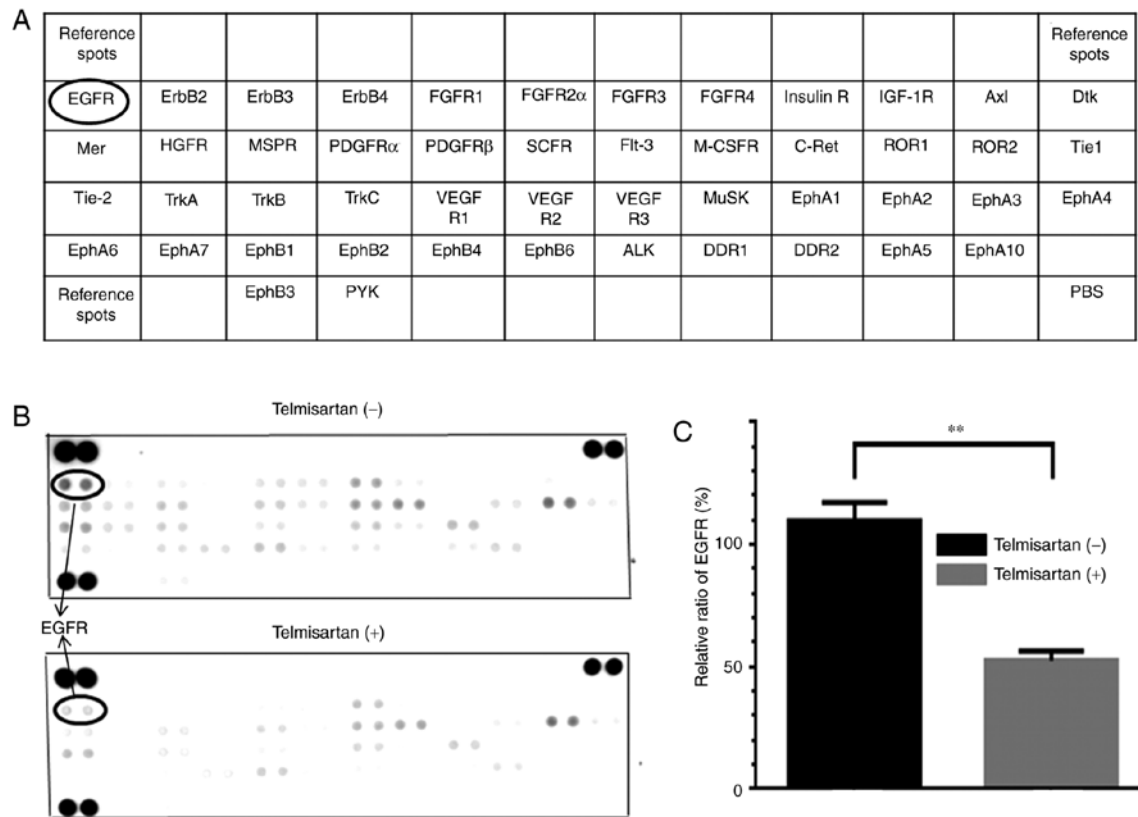 A
Reference spots Reference spots
EGFR ErbB2 ErbB3 ErbB4 FGFR1 FGFR2α FGFR3 FGFR4 Insulin R IGF-1R Axl Dtk
Mer HGFR MSPR PDGFRα PDGFRβ SCFR Flt-3 M-CSFR C-Ret ROR1 ROR2 Tie1
Tie-2 TrkA TrkB TrkC VEGF R1 VEGF R2 VEGF R3 MuSK EphA1 EphA2 EphA3 EphA4
EphA6 EphA7 EphB1 EphB2 EphB4 EphB6 ALK DDR1 DDR2 EphA5 EphA10
Reference spots EphB3 PYK PBS
B
Telmisartan (−)
EGFR
Telmisartan (+)
C
**
Relative ratio of EGFR (%)
100
50
0
Telmisartan (−)
Telmisartan (+)